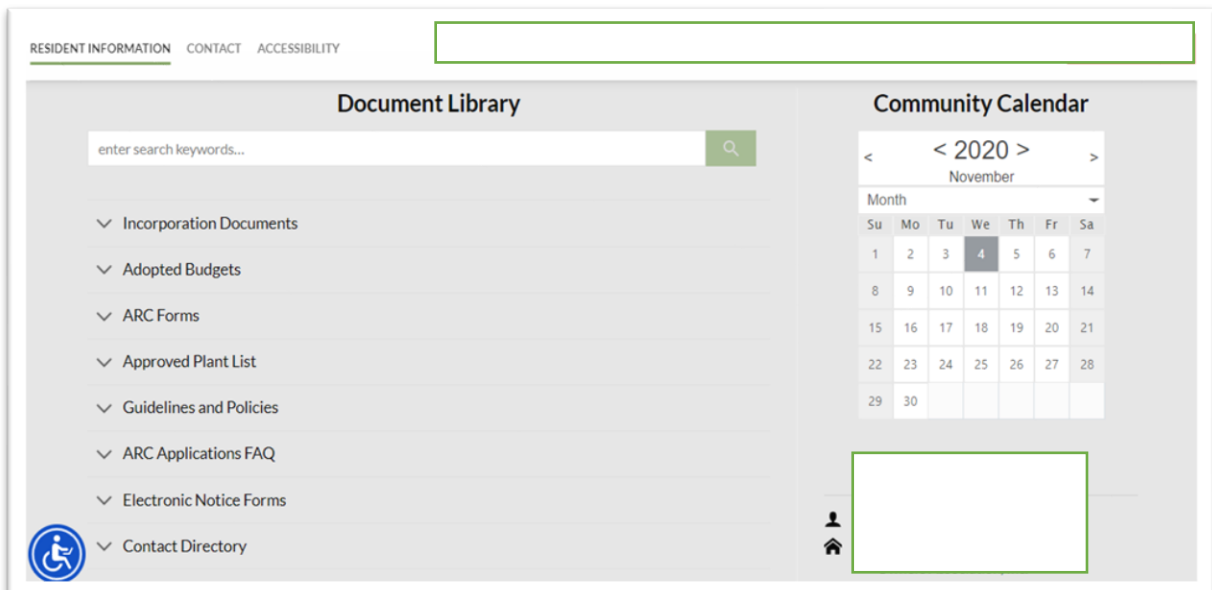 RESIDENT INFORMATION CONTACT ACCESSIBILITY
Document Library
enter search keywords...
Incorporation Documents
Adopted Budgets
ARC Forms
Approved Plant List
Guidelines and Policies
ARC Applications FAQ
Electronic Notice Forms
Contact Directory
Community Calendar
< < 2020 > >
November
Month
Su Mo Tu We Th Fr Sa
1 2 3 4 5 6 7
8 9 10 11 12 13 14
15 16 17 18 19 20 21
22 23 24 25 26 27 28
29 30